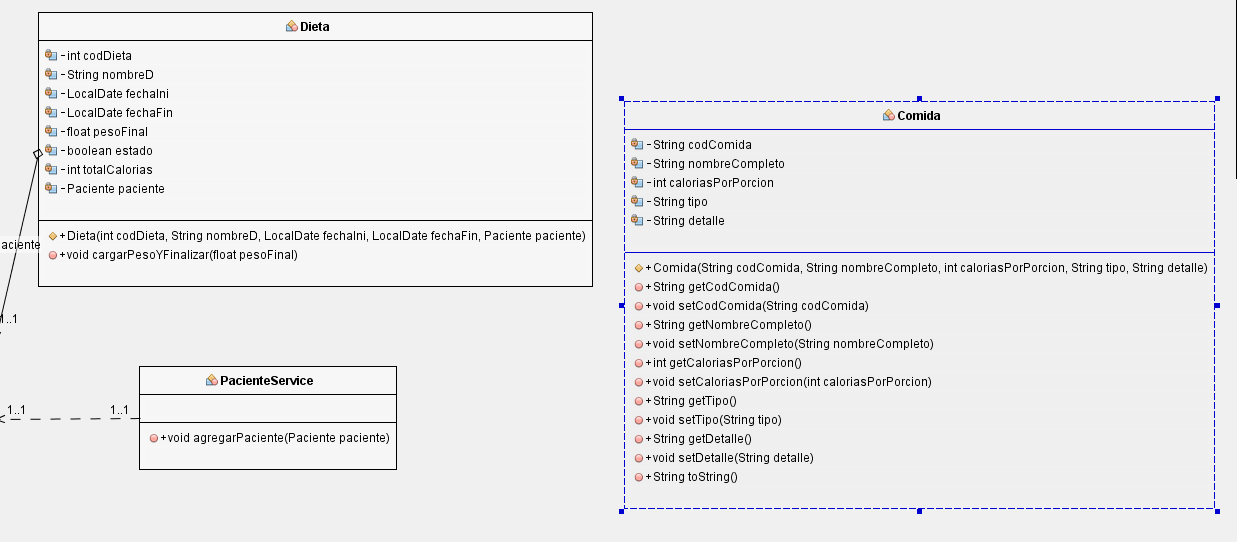 Dieta
-int codDieta
-String nombreD
-LocalDate fechaIni
-LocalDate fechaFin
-float pesoFinal
-boolean estado
-int totalCalorias
-Paciente paciente
+Dieta(int codDieta, String nombreD, LocalDate fechaIni, LocalDate fechaFin, Paciente paciente)
+void cargarPesoYFinalizar(float pesoFinal)
aciente
1..1
PacienteService
1..1
1..1
+void agregarPaciente(Paciente paciente)
Comida
-String codComida
-String nombreCompleto
-int caloriasPorPorcion
-String tipo
-String detalle
+Comida(String codComida, String nombreCompleto, int caloriasPorPorcion, String tipo, String detalle)
+String getCodComida()
+void setCodComida(String codComida)
+String getNombreCompleto()
+void setNombreCompleto(String nombreCompleto)
+int getCaloriasPorPorcion()
+void setCaloriasPorPorcion(int caloriasPorPorcion)
+String getTipo()
+void setTipo(String tipo)
+String getDetalle()
+void setDetalle(String detalle)
+String toString()